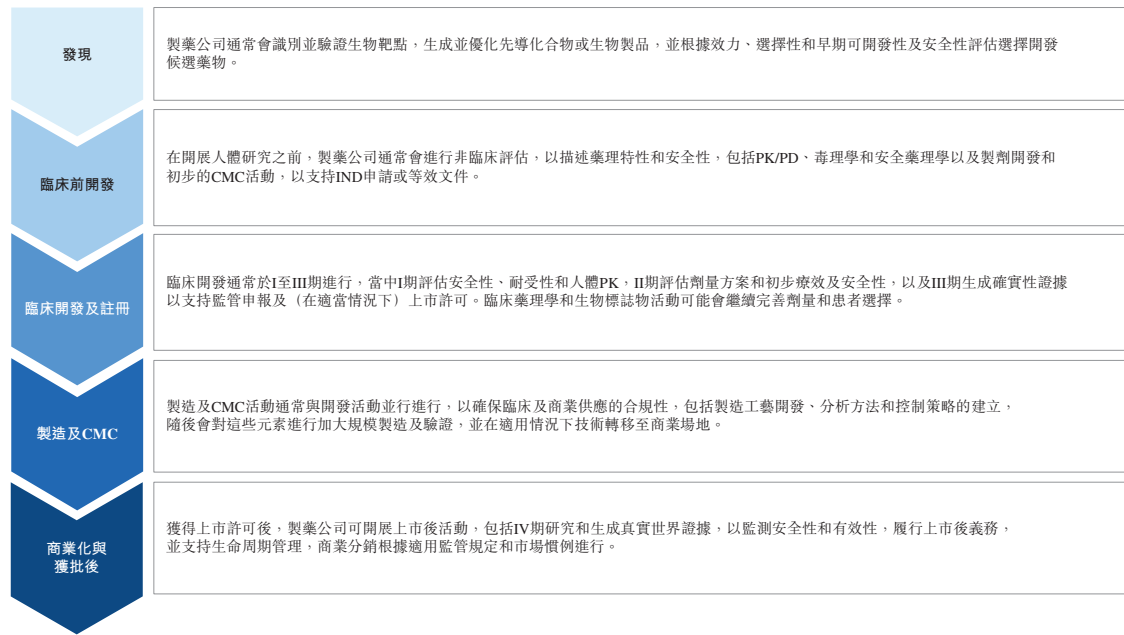 發現
製藥公司通常會識別並驗證生物靶點，生成並優化先導化合物或生物製品，並根據效力、選擇性和早期可開發性及安全性評估選擇開發
候選藥物。
臨床前開發
在開展人體研究之前，製藥公司通常會進行非臨床評估，以描述藥理特性和安全性，包括PK/PD、毒理學和安全藥理學以及製劑開發和
初步的CMC活動，以支持IND申請或等效文件。
臨床開發及註冊
臨床開發通常於I至III期進行，當中I期評估安全性、耐受性和人體PK，II期評估劑量方案和初步療效及安全性，以及III期生成確實性證據
以支持監管申報及（在適當情況下）上市許可。臨床藥理學和生物標誌物活動可能會繼續完善劑量和患者選擇。
製造及CMC
製造及CMC活動通常與開發活動並行進行，以確保臨床及商業供應的合規性，包括製造工藝開發、分析方法和控制策略的建立，
隨後會對這些元素進行加大規模製造及驗證，並在適用情況下技術轉移至商業場地。
商業化與
獲批後
獲得上市許可後，製藥公司可開展上市後活動，包括IV期研究和生成真實世界證據，以監測安全性和有效性，履行上市後義務，
並支持生命周期管理，商業分銷根據適用監管規定和市場慣例進行。